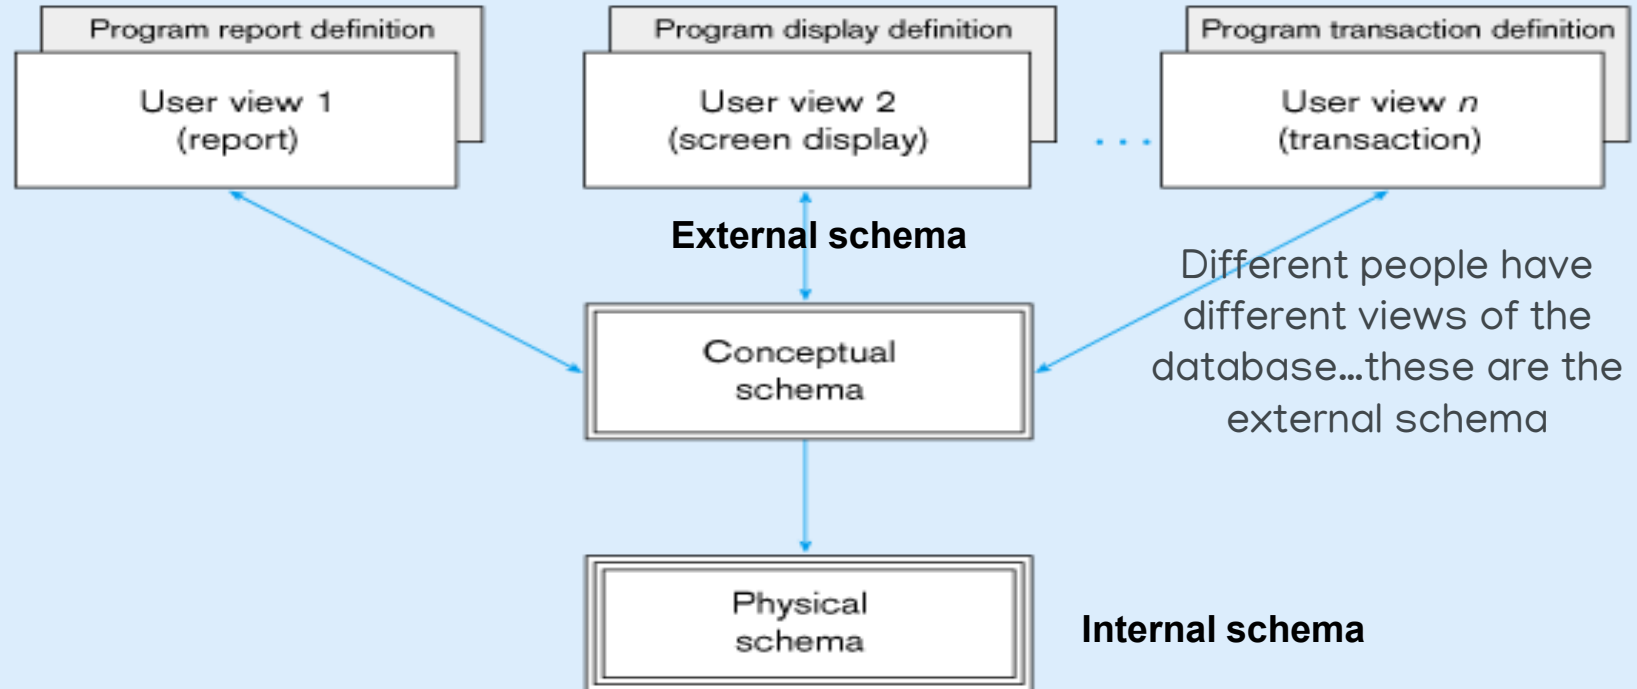 Program report definition
User view 1
(report)
Program display definition
User view 2
(screen display)
. . .
Program transaction definition
User view n
(transaction)
External schema
Different people have
different views of the
database...these are the
external schema
Conceptual
schema
Physical
schema
Internal schema